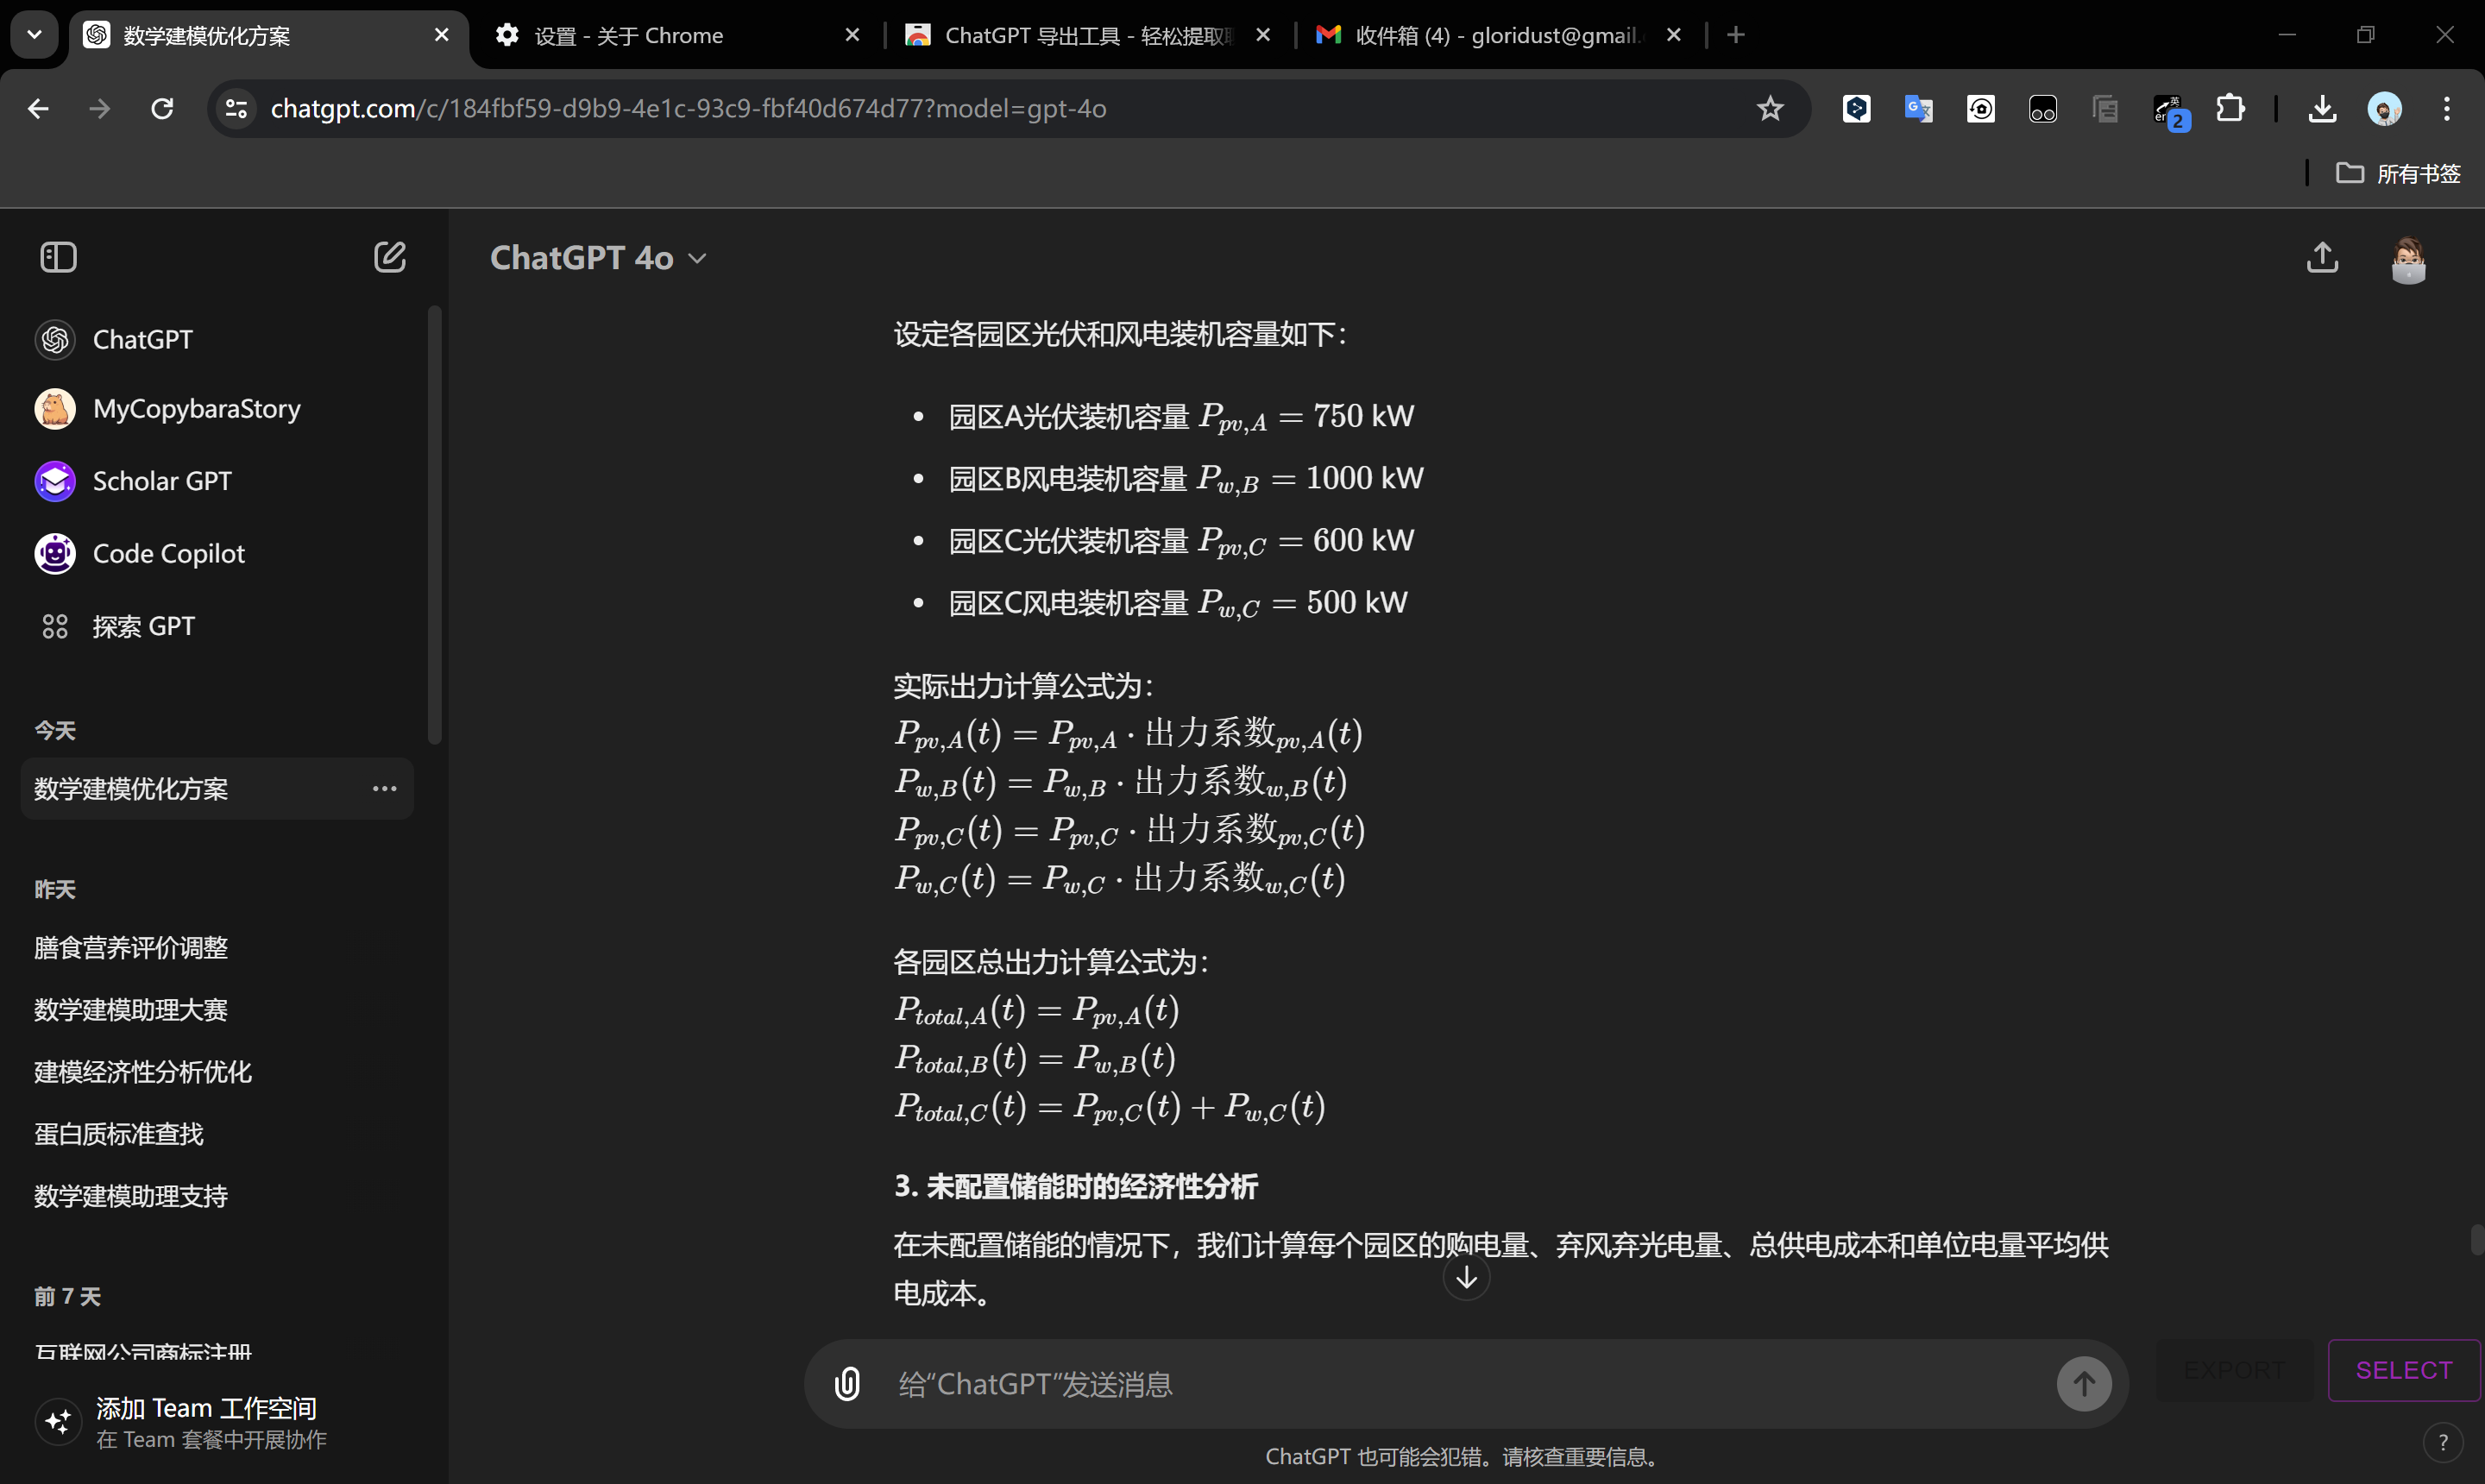 数学建模优化方案
设置 - 关于 Chrome
ChatGPT 导出工具 - 轻松提取
收件箱 (4) - gloridust@gmail.
chatgpt.com/c/184fbf59-d9b9-4e1c-93c9-fbf40d674d77?model=gpt-4o
英
er
2
所有书签
ChatGPT
MyCopybaraStory
Scholar GPT
Code Copilot
探索 GPT
今天
数学建模优化方案
昨天
膳食营养评价调整
数学建模助理大赛
建模经济性分析优化
蛋白质标准查找
数学建模助理支持
前 7 天
互联网公司商标注册
添加 Team 工作空间
在 Team 套餐中开展协作
ChatGPT 4o
设定各园区光伏和风电装机容量如下：
• 园区A光伏装机容量 P_{pv,A} = 750 kW
• 园区B风电装机容量 P_{w,B} = 1000 kW
• 园区C光伏装机容量 P_{pv,C} = 600 kW
• 园区C风电装机容量 P_{w,C} = 500 kW
实际出力计算公式为：
P_{pv,A}(t) = P_{pv,A} · 出力系数_{pv,A}(t)
P_{w,B}(t) = P_{w,B} · 出力系数_{w,B}(t)
P_{pv,C}(t) = P_{pv,C} · 出力系数_{pv,C}(t)
P_{w,C}(t) = P_{w,C} · 出力系数_{w,C}(t)
各园区总出力计算公式为：
P_{total,A}(t) = P_{pv,A}(t)
P_{total,B}(t) = P_{w,B}(t)
P_{total,C}(t) = P_{pv,C}(t) + P_{w,C}(t)
3. 未配置储能时的经济性分析
在未配置储能的情况下，我们计算每个园区的购电量、弃风弃光电量、总供电成本和单位电量平均供
电成本。
给“ChatGPT”发送消息
EXPORT
SELECT
ChatGPT 也可能会犯错。请核查重要信息。
?